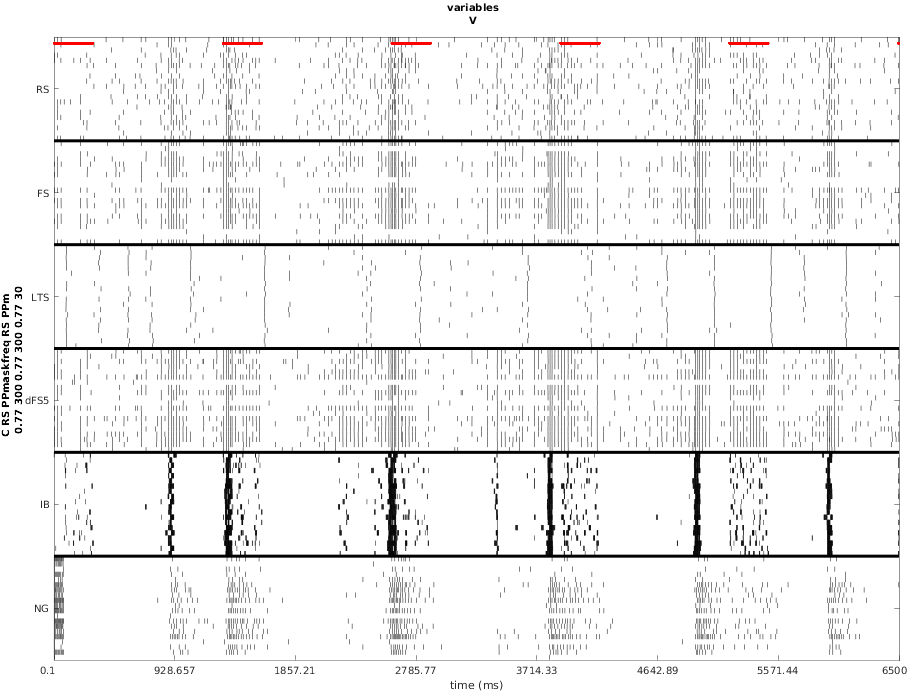 variables
V
C RS PPmaskfreq RS PPm
0.77 300 0.77 300 0.77 30
RS
FS
LTS
dFS5
IB
NG
0.1 928.657 1857.21 2785.77 3714.33 4642.89 5571.44 6500
time (ms)